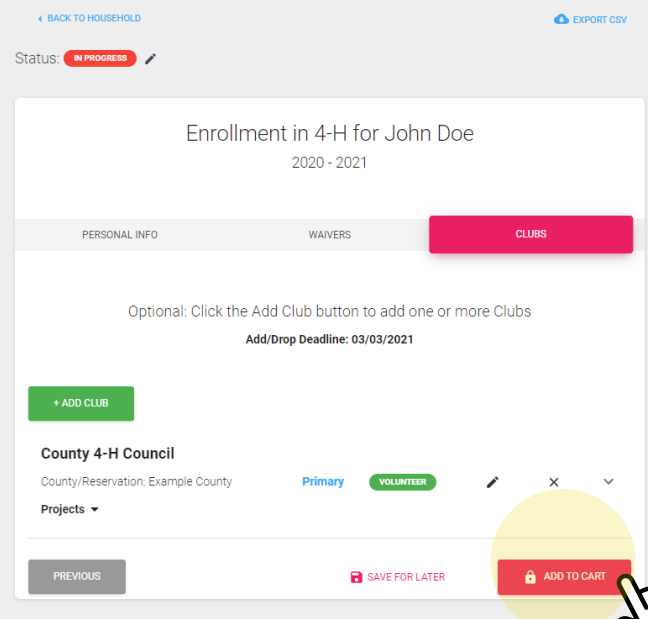 BACK TO HOUSEHOLD
EXPORT CSV
Status: IN PROGRESS
Enrollment in 4-H for John Doe
2020 - 2021
PERSONAL INFO WAIVERS CLUBS
Optional: Click the Add Club button to add one or more Clubs
Add/Drop Deadline: 03/03/2021
+ ADD CLUB
County 4-H Council
County/Reservation: Example County Primary VOLUNTEER
Projects
PREVIOUS SAVE FOR LATER ADD TO CART